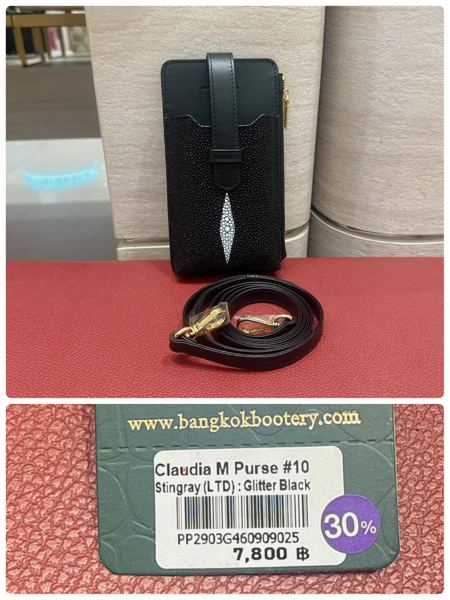 www.bangkokbootery.com
Claudia M Purse #10
Stingray (LTD) : Glitter Black
PP2903G460909025
30%
7,800 ฿